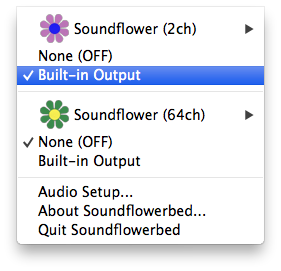 Soundflower (2ch)
None (OFF)
Built-in Output
Soundflower (64ch)
None (OFF)
Built-in Output
Audio Setup...
About Soundflowerbed...
Quit Soundflowerbed